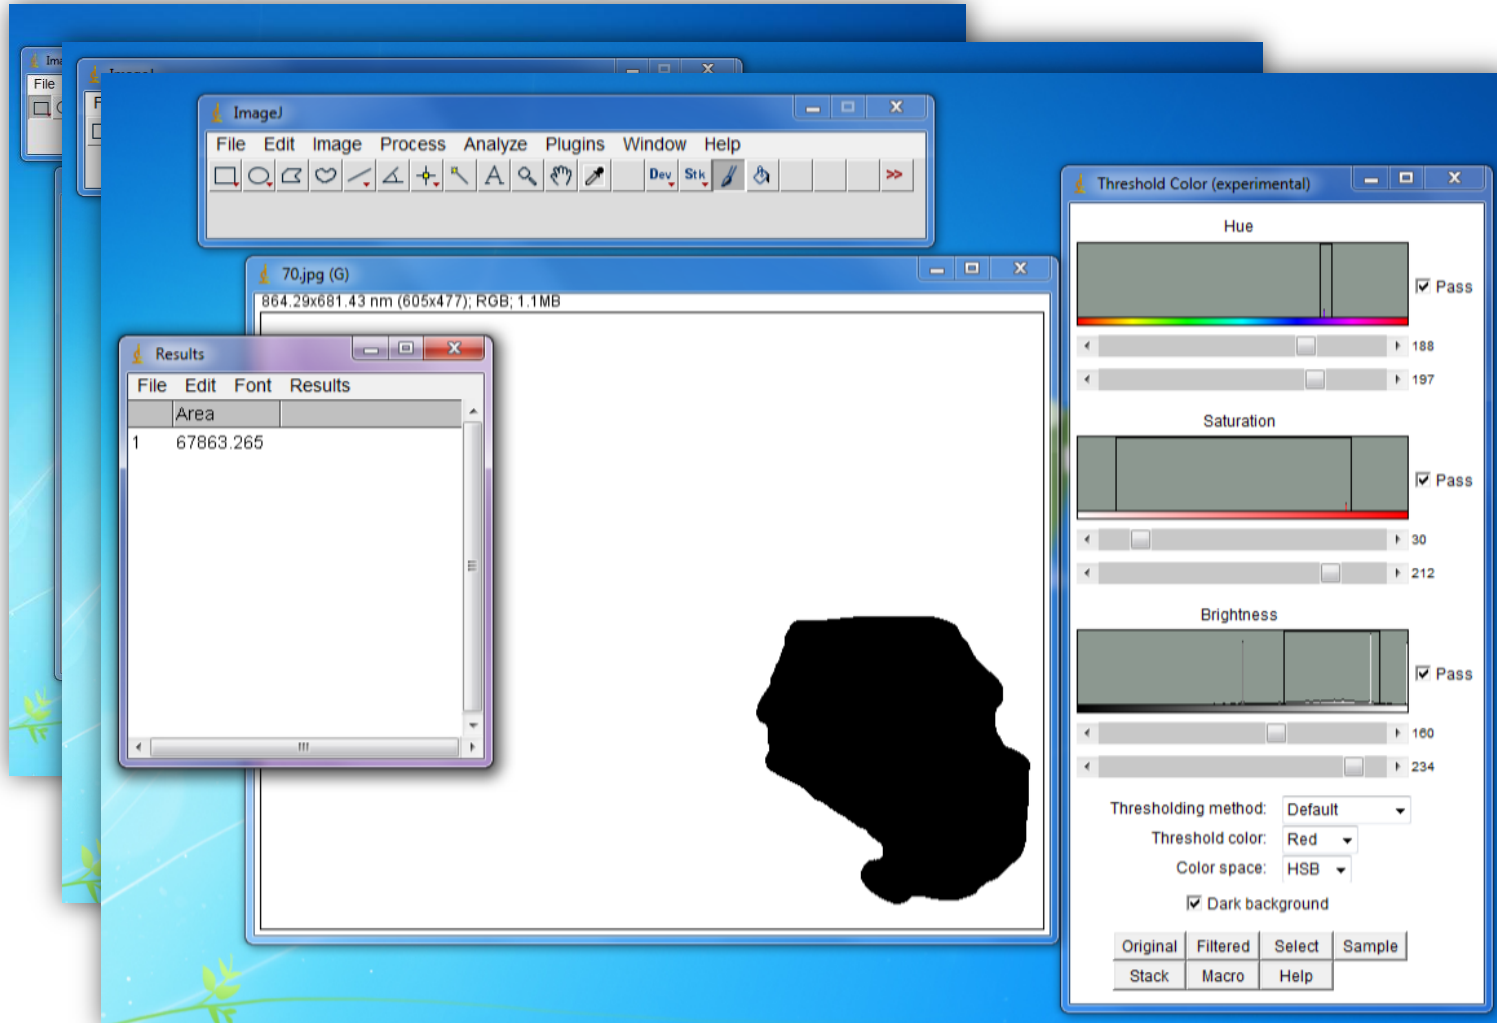 Ima
File
ImageJ
F
ImageJ
File Edit Image Process Analyze Plugins Window Help
Dev Stk >>
70.jpg (G)
864.29x681.43 nm (605x477); RGB; 1.1MB
Results
File Edit Font Results
Area
1 67863.265
Threshold Color (experimental)
Hue
Pass
188
197
Saturation
Pass
30
212
Brightness
Pass
160
234
Thresholding method: Default
Threshold color: Red
Color space: HSB
Dark background
Original Filtered Select Sample
Stack Macro Help